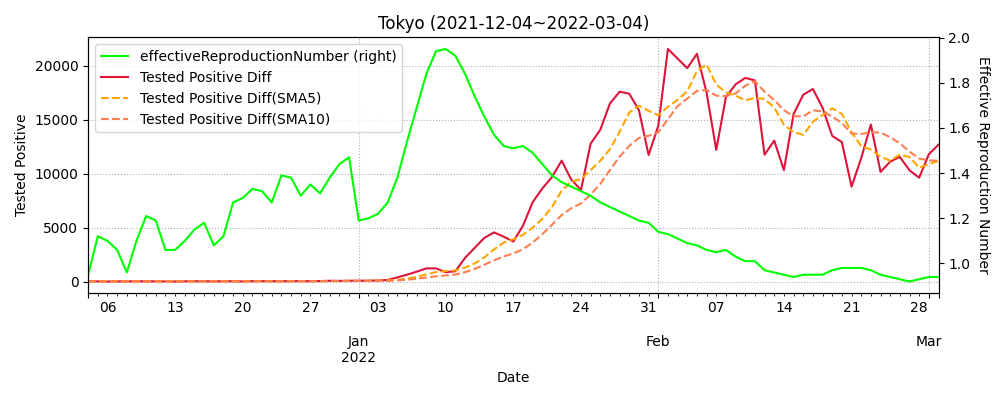 Tokyo (2021-12-04~2022-03-04)
effectiveReproductionNumber (right)
Tested Positive Diff
Tested Positive Diff(SMA5)
Tested Positive Diff(SMA10)
Tested Positive
20000
15000
10000
5000
0
Effective Reproduction Number
2.0
1.8
1.6
1.4
1.2
1.0
06 13 20 27 03 10 17 24 31 07 14 21 28
Jan Feb Mar
2022
Date